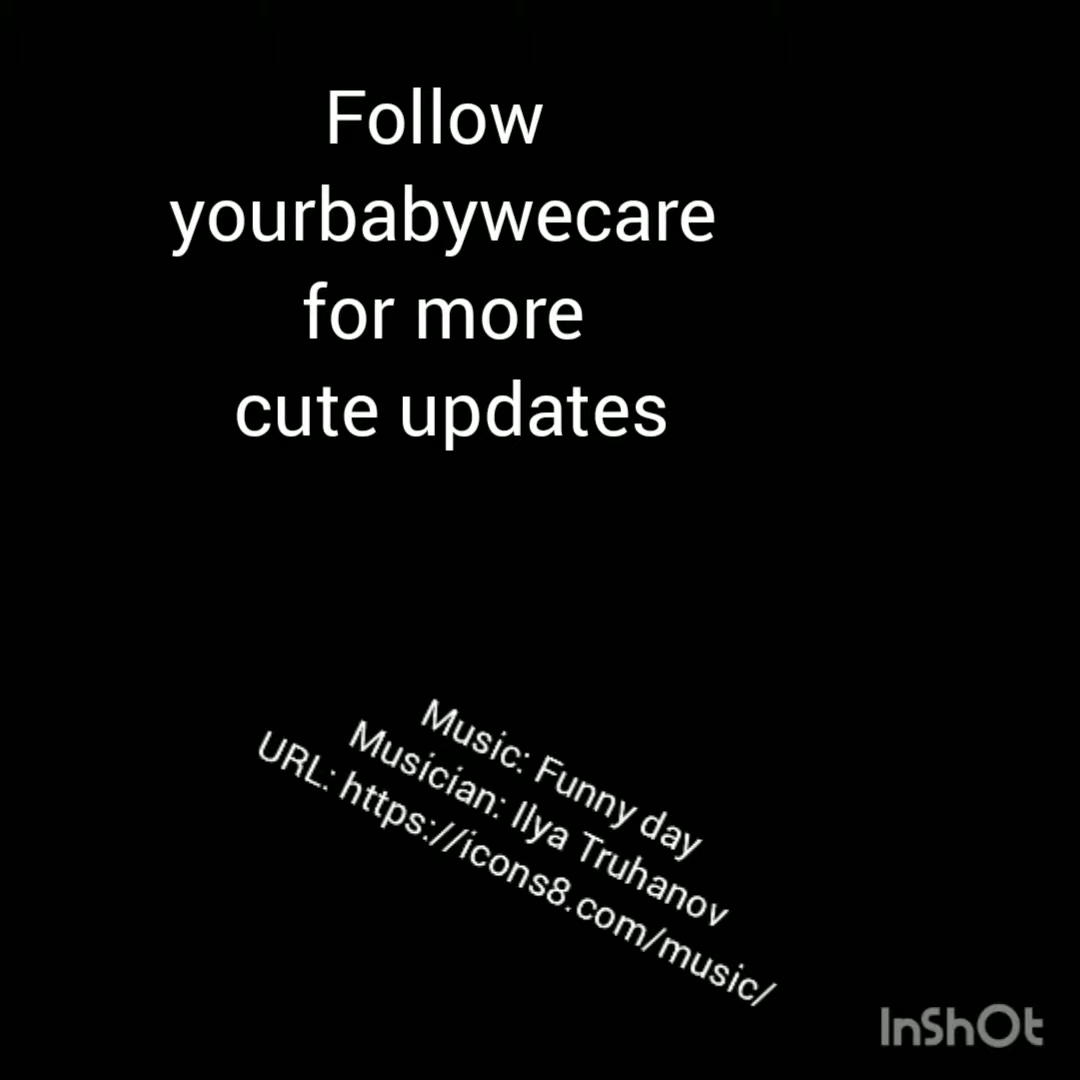 Follow
yourbabywecare
for more
cute updates
Music: Funny day
Musician: Ilya Truhanov
URL: https://icons8.com/music/
InShOt